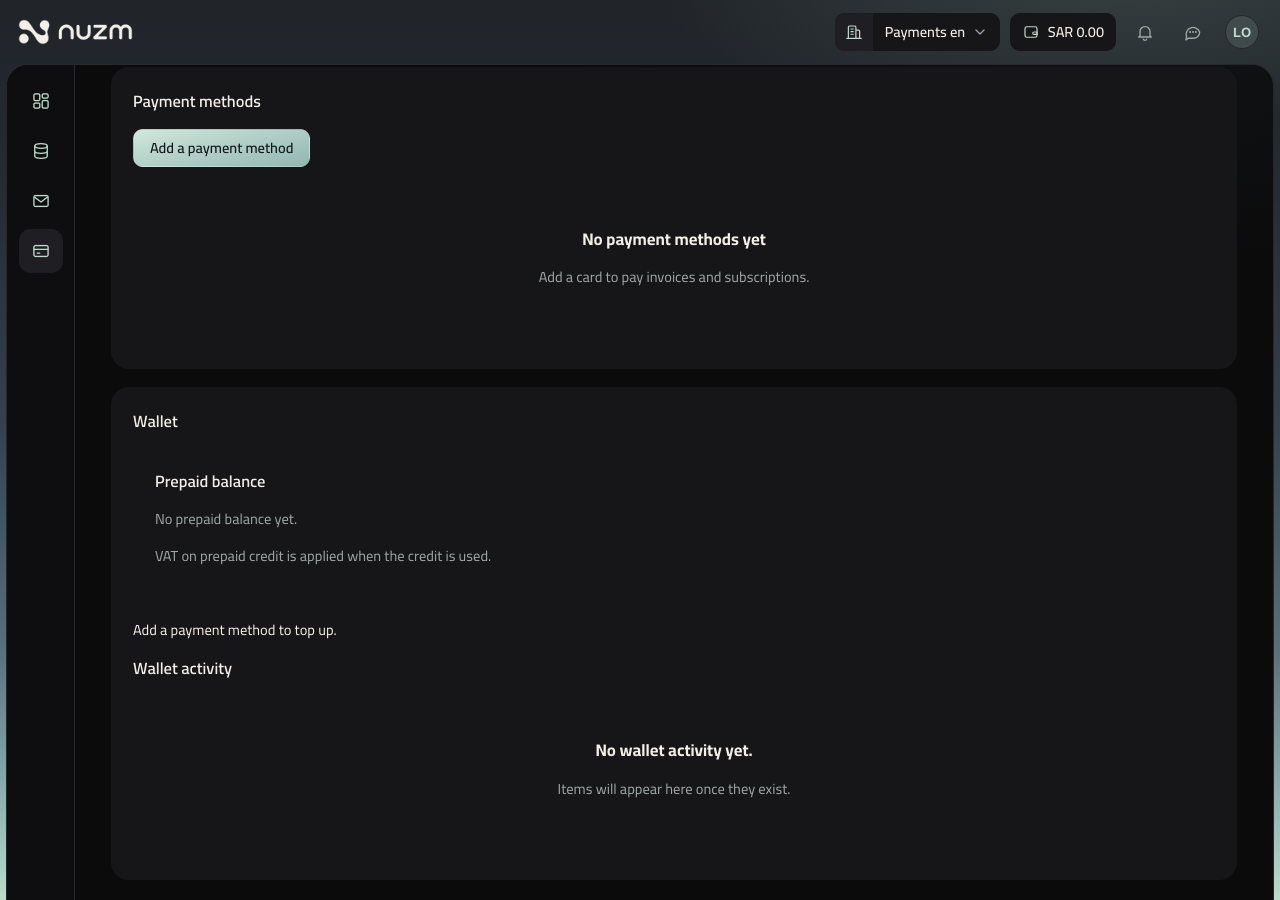 nuzm
Payments en
SAR 0.00
LO
Payment methods
Add a payment method
No payment methods yet
Add a card to pay invoices and subscriptions.
Wallet
Prepaid balance
No prepaid balance yet.
VAT on prepaid credit is applied when the credit is used.
Add a payment method to top up.
Wallet activity
No wallet activity yet.
Items will appear here once they exist.